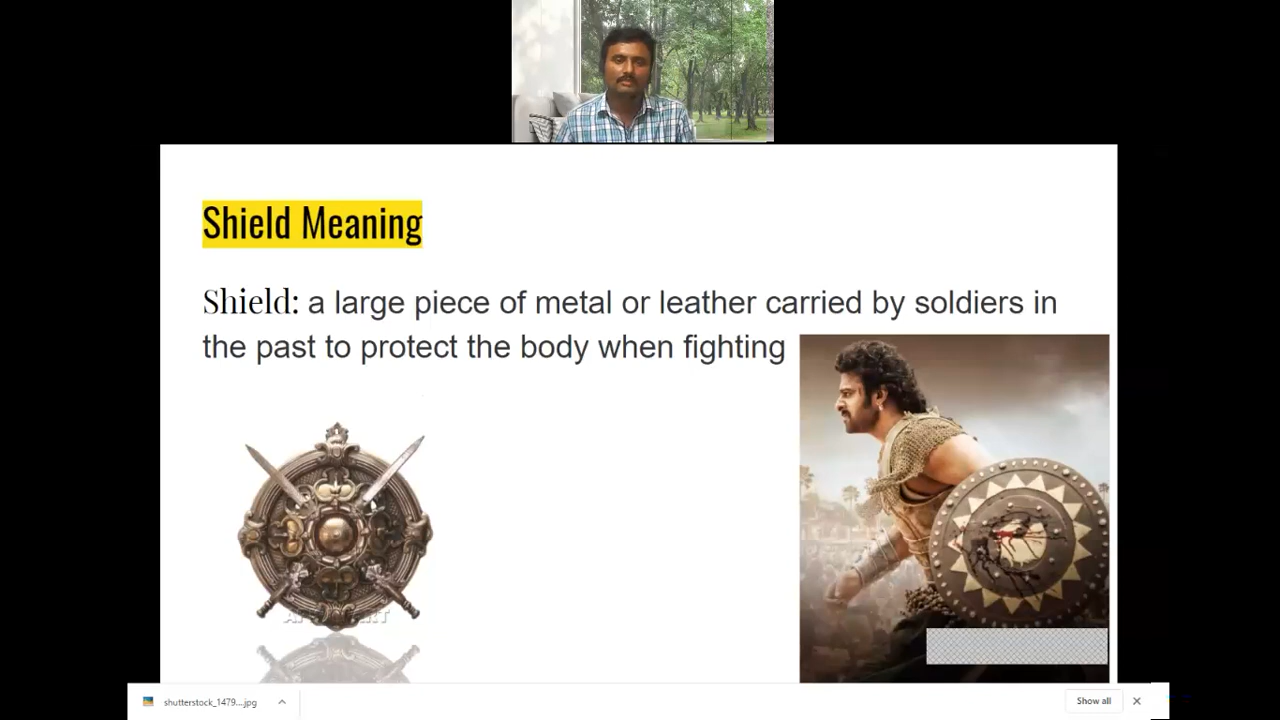 Shield Meaning
Shield: a large piece of metal or leather carried by soldiers in
the past to protect the body when fighting
shutterstock_1479....jpg
Show all